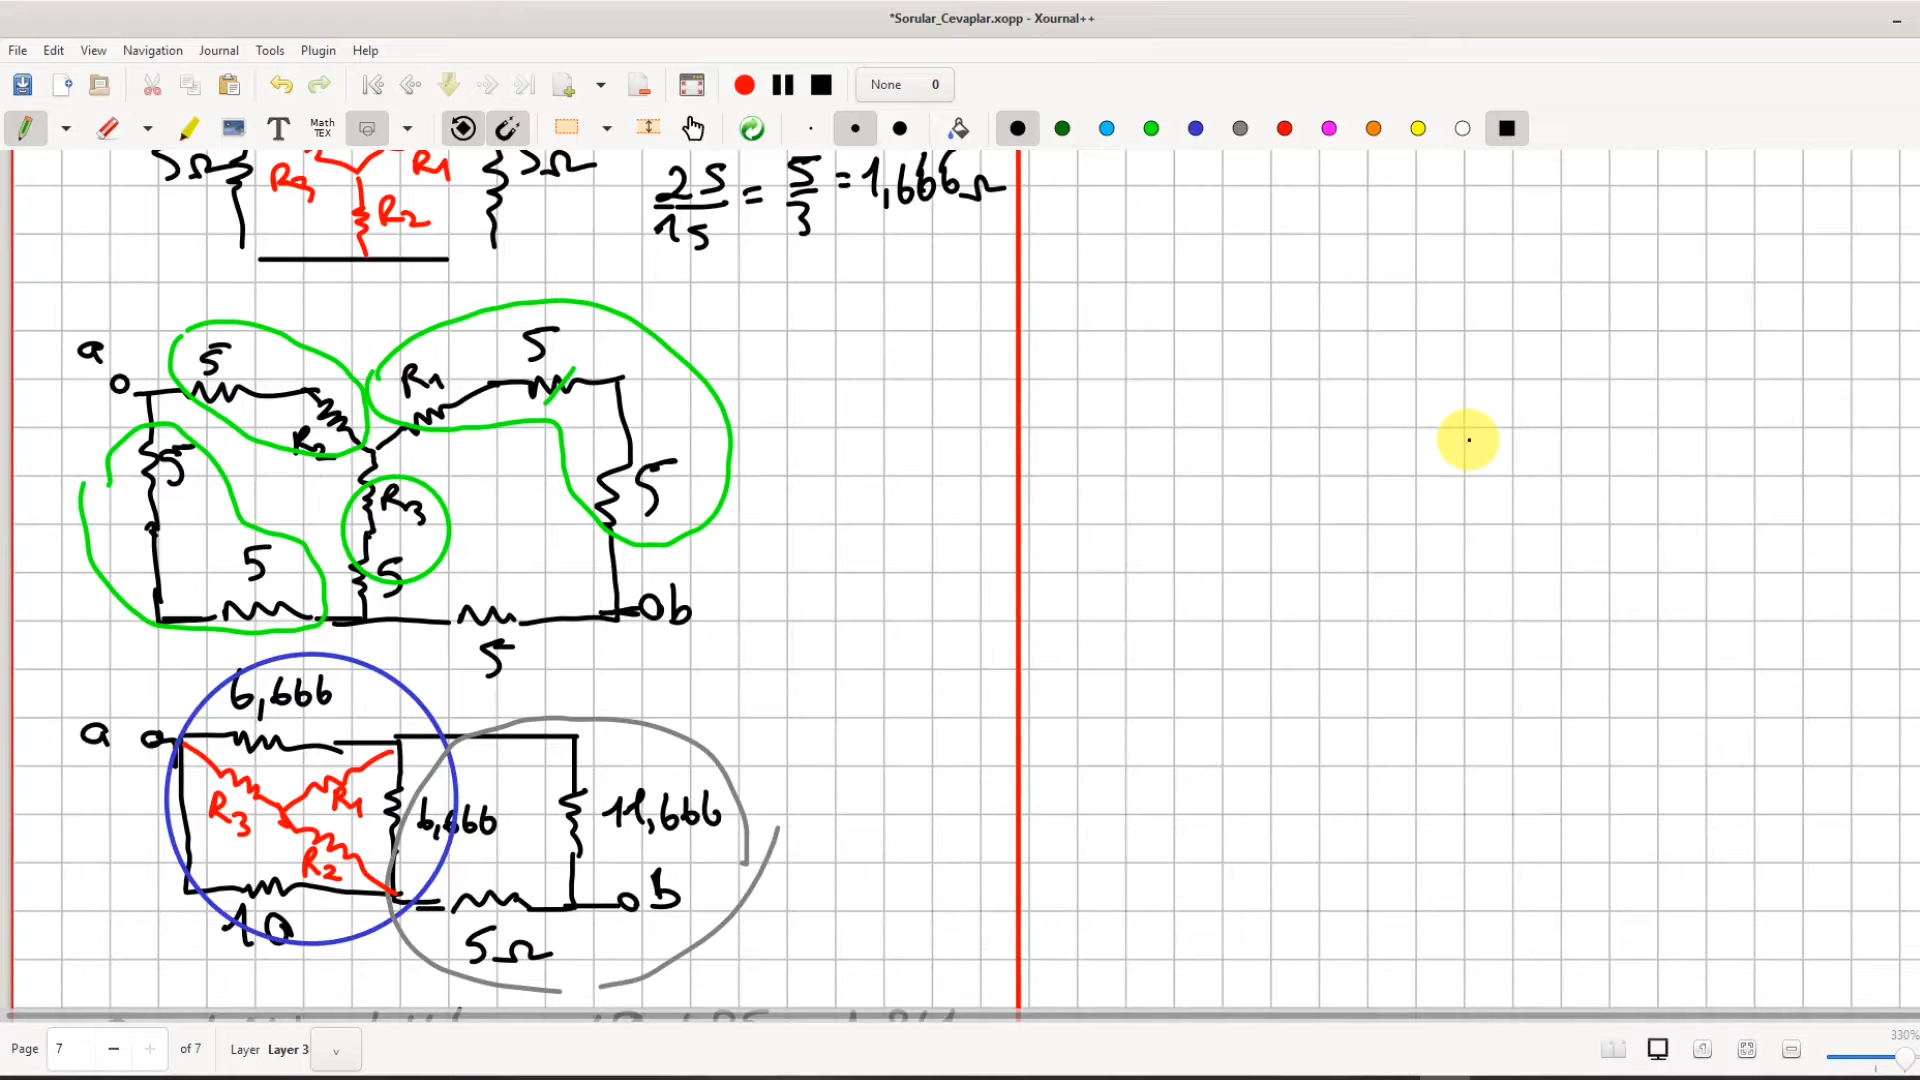 *Sorular_Cevaplar.xopp - Xournal++
File Edit View Navigation Journal Tools Plugin Help
None 0
T Math TEX
5Ω R3 R1 5Ω
R2
25/15 = 5/3 = 1,666Ω
a
5
R1
5
R2
5
R3
5
5
5
b
5
6,666
a
R3
R1
R2
6,666
11,666
10
5Ω
b
Page 7 of 7 Layer Layer 3
330%